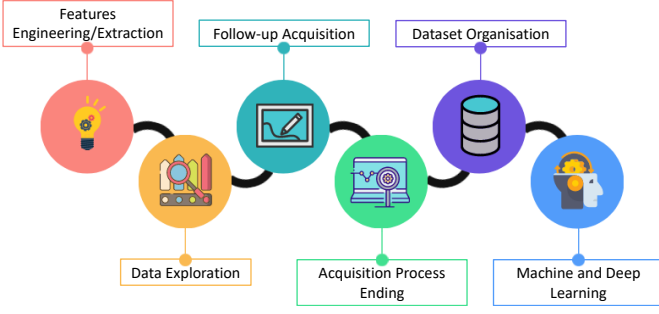 Features
Engineering/Extraction
Follow-up Acquisition
Dataset Organisation
Data Exploration
Acquisition Process
Ending
Machine and Deep
Learning